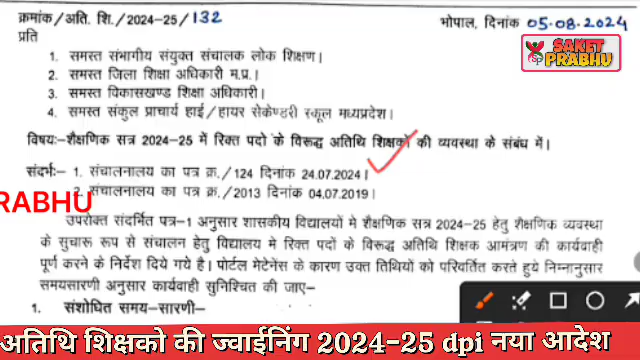 क्रमांक/अति. शि./2024-25/132
भोपाल, दिनांक 05.08.2024
प्रति
SAKET
PRABHU
1. समस्त संभागीय संयुक्त संचालक लोक शिक्षण।
2. समस्त जिला शिक्षा अधिकारी म.प्र.।
3. समस्त विकासखण्ड शिक्षा अधिकारी।
4. समस्त संकुल प्राचार्य हाई/हायर सेकेण्डरी स्कूल मध्यप्रदेश।
विषयः-शैक्षणिक सत्र 2024-25 में रिक्त पदो के विरूद्ध अतिथि शिक्षको की व्यवस्था के संबंध में।
संदर्भः- 1. संचालनालय का पत्र क्र./124 दिनांक 24.07.2024।
2. संचालनालय का पत्र क्र./2013 दिनांक 04.07.2019।
RABHU
उपरोक्त संदर्भित पत्र-1 अनुसार शासकीय विद्यालयों मे शैक्षणिक सत्र 2024-25 हेतु शैक्षणिक व्यवस्था
के सुचारू रूप से संचालन हेतु विद्यालय मे रिक्त पदों के विरूद्ध अतिथि शिक्षक आमंत्रण की कार्यवाही
पूर्ण करने के निर्देश दिये गये है। पोर्टल मेटेनेंस के कारण उक्त तिथियों को परिवर्तित करते हुये निम्नानुसार
समयसारणी अनुसार कार्यवाही सुनिश्चित की जाए-
1. संशोधित समय-सारणी-
अतिथि शिक्षको की ज्वाईनिंग 2024-25 dpi नया आदेश